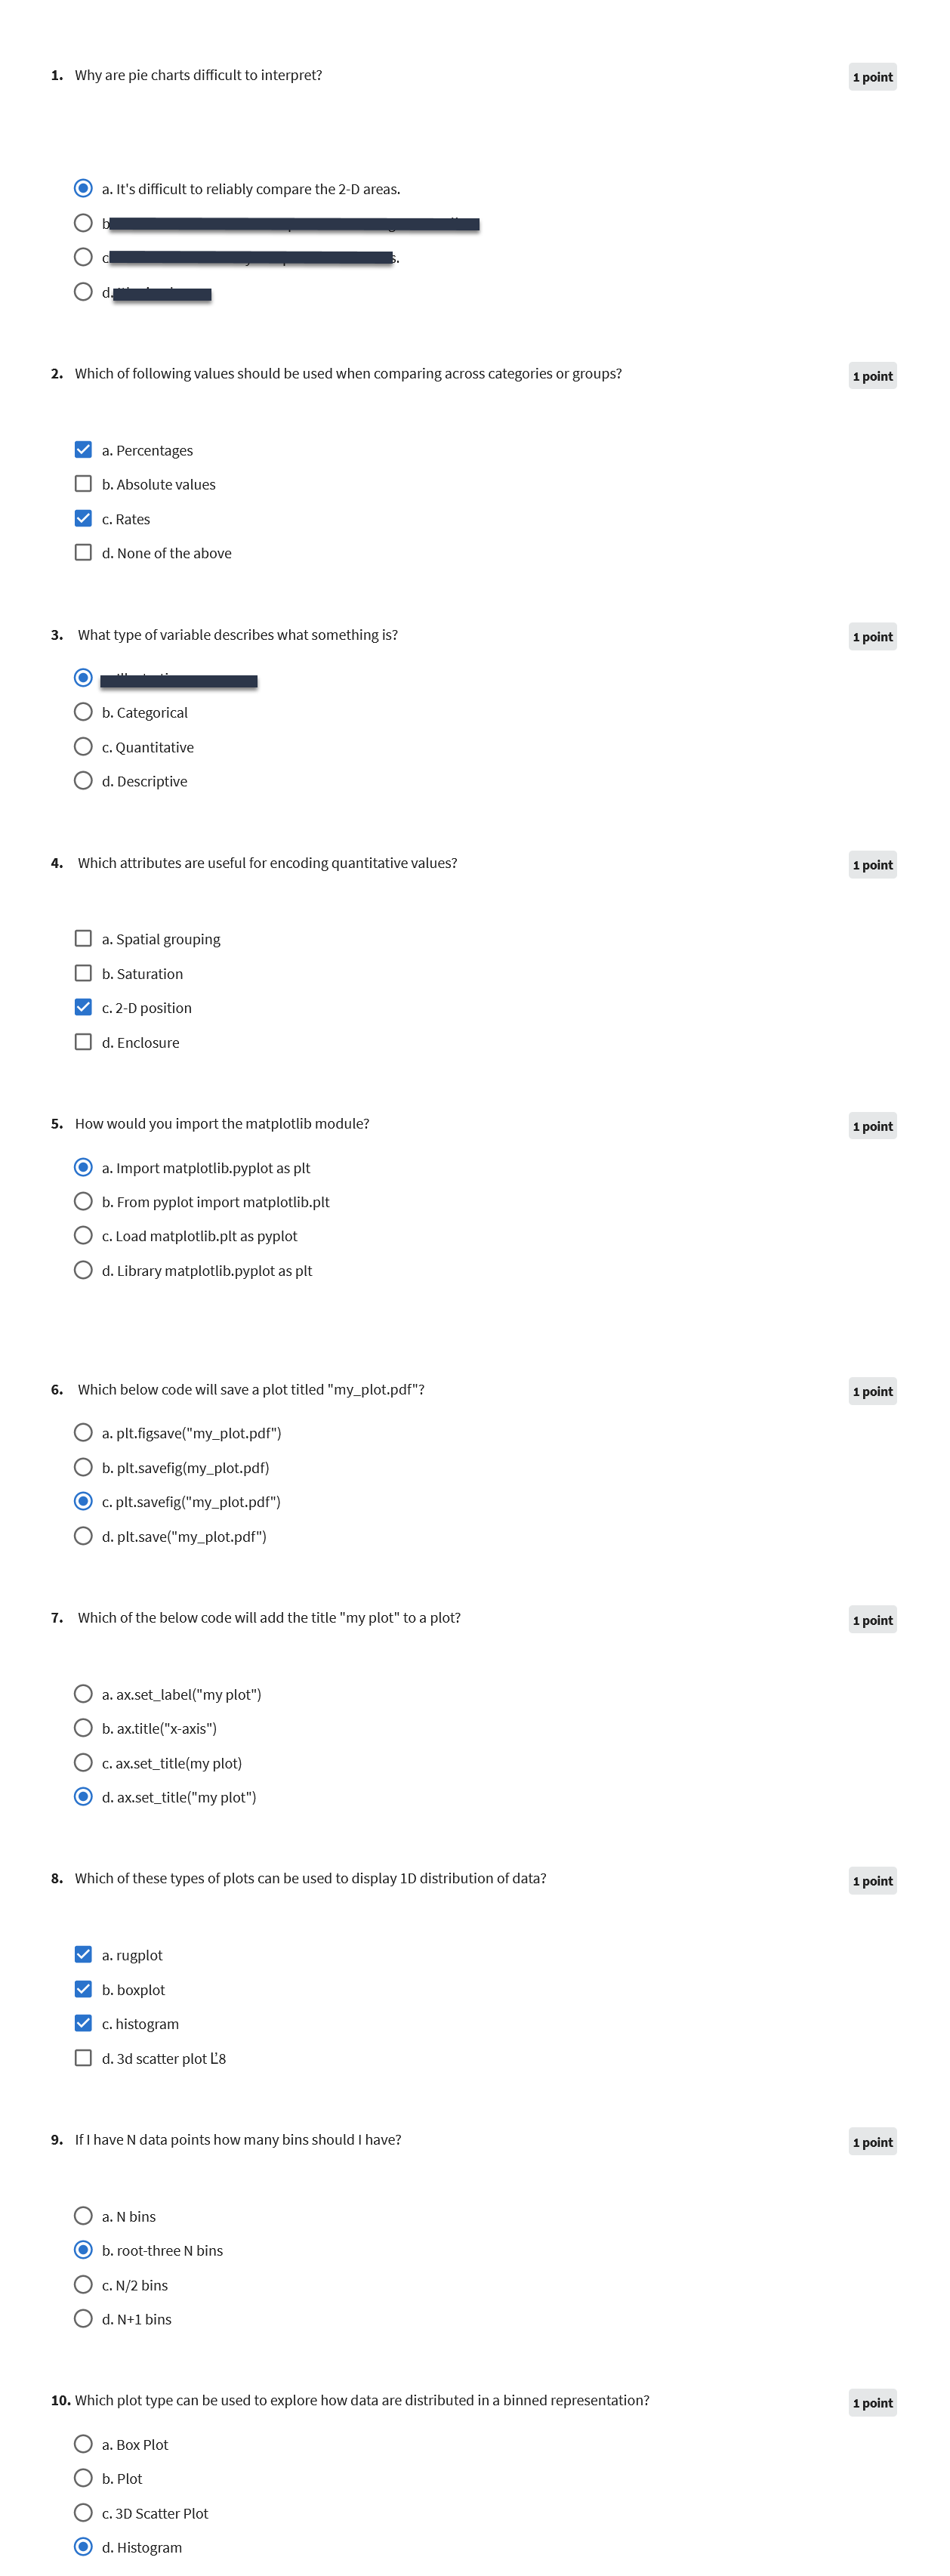 1. Why are pie charts difficult to interpret?
1 point
a. It's difficult to reliably compare the 2-D areas.
b
c s.
d.
2. Which of following values should be used when comparing across categories or groups?
1 point
a. Percentages
b. Absolute values
c. Rates
d. None of the above
3. What type of variable describes what something is?
1 point
b. Categorical
c. Quantitative
d. Descriptive
4. Which attributes are useful for encoding quantitative values?
1 point
a. Spatial grouping
b. Saturation
c. 2-D position
d. Enclosure
5. How would you import the matplotlib module?
1 point
a. Import matplotlib.pyplot as plt
b. From pyplot import matplotlib.plt
c. Load matplotlib.plt as pyplot
d. Library matplotlib.pyplot as plt
6. Which below code will save a plot titled "my_plot.pdf"?
1 point
a. plt.figsave("my_plot.pdf")
b. plt.savefig(my_plot.pdf)
c. plt.savefig("my_plot.pdf")
d. plt.save("my_plot.pdf")
7. Which of the below code will add the title "my plot" to a plot?
1 point
a. ax.set_label("my plot")
b. ax.title("x-axis")
c. ax.set_title(my plot)
d. ax.set_title("my plot")
8. Which of these types of plots can be used to display 1D distribution of data?
1 point
a. rugplot
b. boxplot
c. histogram
d. 3d scatter plot Ľ8
9. If I have N data points how many bins should I have?
1 point
a. N bins
b. root-three N bins
c. N/2 bins
d. N+1 bins
10. Which plot type can be used to explore how data are distributed in a binned representation?
1 point
a. Box Plot
b. Plot
c. 3D Scatter Plot
d. Histogram